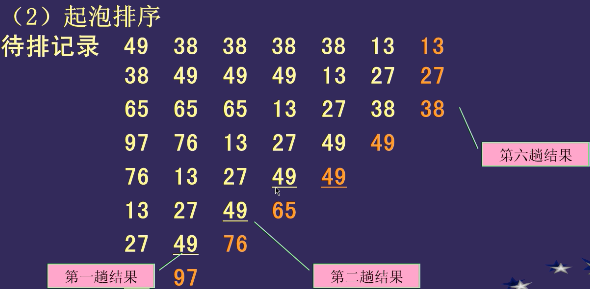 （2）起泡排序
待排记录 49 38 38 38 38 13 13
38 49 49 49 13 27 27
65 65 65 13 27 38 38
97 76 13 27 49 49
第六趟结果
76 13 27 49 49
13 27 49 65
27 49 76
第一趟结果 97 第二趟结果